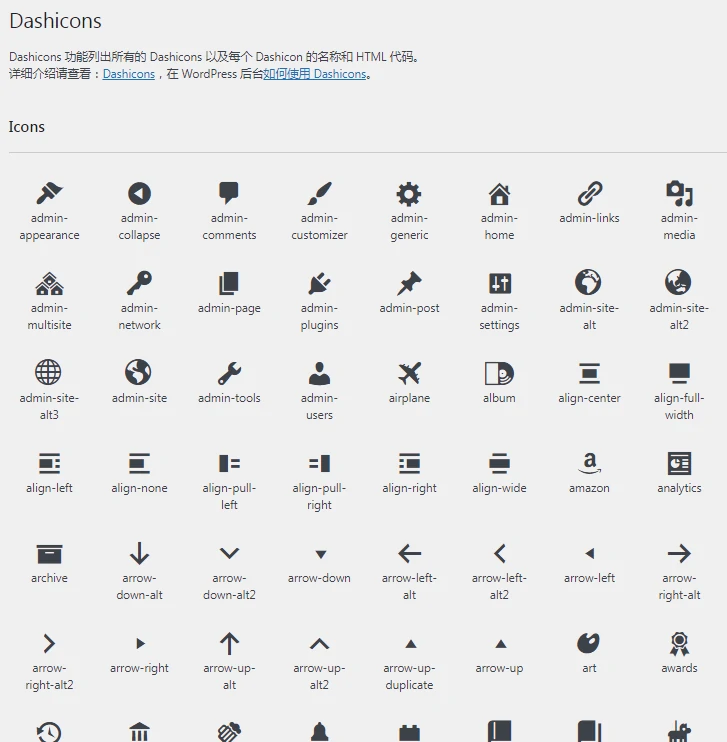 Dashicons
Dashicons 功能列出所有的 Dashicons 以及每个 Dashicon 的名称和 HTML 代码。
详细介绍请查看：Dashicons，在 WordPress 后台如何使用 Dashicons。
Icons
admin-appearance admin-collapse admin-comments admin-customizer admin-generic admin-home admin-links admin-media
admin-multisite admin-network admin-page admin-plugins admin-post admin-settings admin-site-alt admin-site-alt2
admin-site-alt3 admin-site admin-tools admin-users airplane album align-center align-full-width
align-left align-none align-pull-left align-pull-right align-right align-wide amazon analytics
archive arrow-down-alt arrow-down-alt2 arrow-down arrow-left-alt arrow-left-alt2 arrow-left arrow-right-alt
arrow-right-alt2 arrow-right arrow-up-alt arrow-up-alt2 arrow-up-duplicate arrow-up art awards